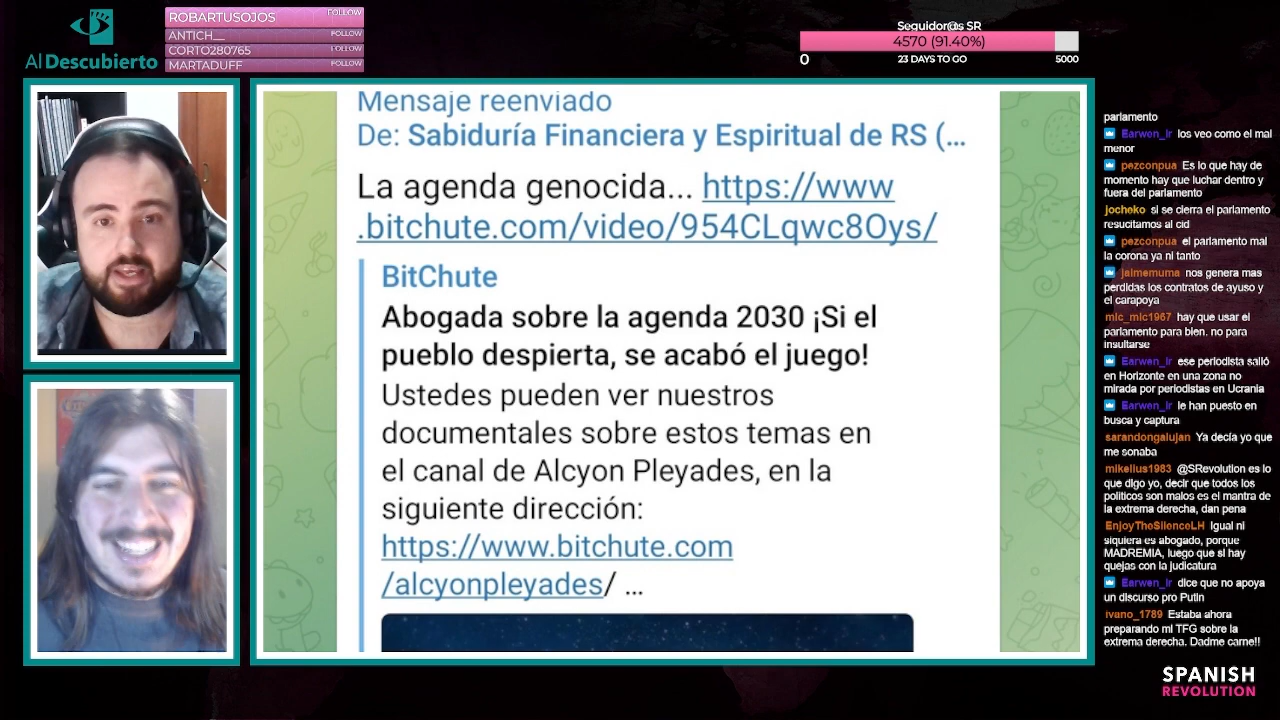 Al Descubierto
ROBARTUSOJOS FOLLOW
ANTICH__ FOLLOW
CORTO280765 FOLLOW
MARTADUFF FOLLOW
Seguidor@s SR
4570 (91.40%)
0 23 DAYS TO GO 5000
Mensaje reenviado
De: Sabiduría Financiera y Espiritual de RS (...
La agenda genocida... https://www
.bitchute.com/video/954CLqwc8Oys/
BitChute
Abogada sobre la agenda 2030 ¡Si el
pueblo despierta, se acabó el juego!
Ustedes pueden ver nuestros
documentales sobre estos temas en
el canal de Alcyon Pleyades, en la
siguiente dirección:
https://www.bitchute.com
/alcyonpleyades/ ...
parlamento
Earwen_Ir los veo como el mal
menor
pezconpua Es lo que hay de
momento hay que luchar dentro y
fuera del parlamento
jocheko si se cierra el parlamento
resucitamos al cid
pezconpua el parlamento mal
la corona ya ni tanto
jaimemuma nos genera mas
perdidas los contratos de ayuso y
el carapoya
mic_mic1967 hay que usar el
parlamento para bien. no para
insultarse
Earwen_Ir ese periodista salió
en Horizonte en una zona no
mirada por periodistas en Ucrania
Earwen_Ir le han puesto en
busca y captura
sarandongalujan Ya decía yo que
me sonaba
mikelius1983 @SRevolution es lo
que digo yo, decir que todos los
politicos son malos es el mantra de
la extrema derecha, dan pena
EnjoyTheSilenceLH Igual ni
siquiera es abogado, porque
MADREMIA, luego que si hay
quejas con la judicatura
Earwen_Ir dice que no apoya
un discurso pro Putin
ivano_1789 Estaba ahora
preparando mi TFG sobre la
extrema derecha. Dadme carne!!
SPANISH
REVOLUTION